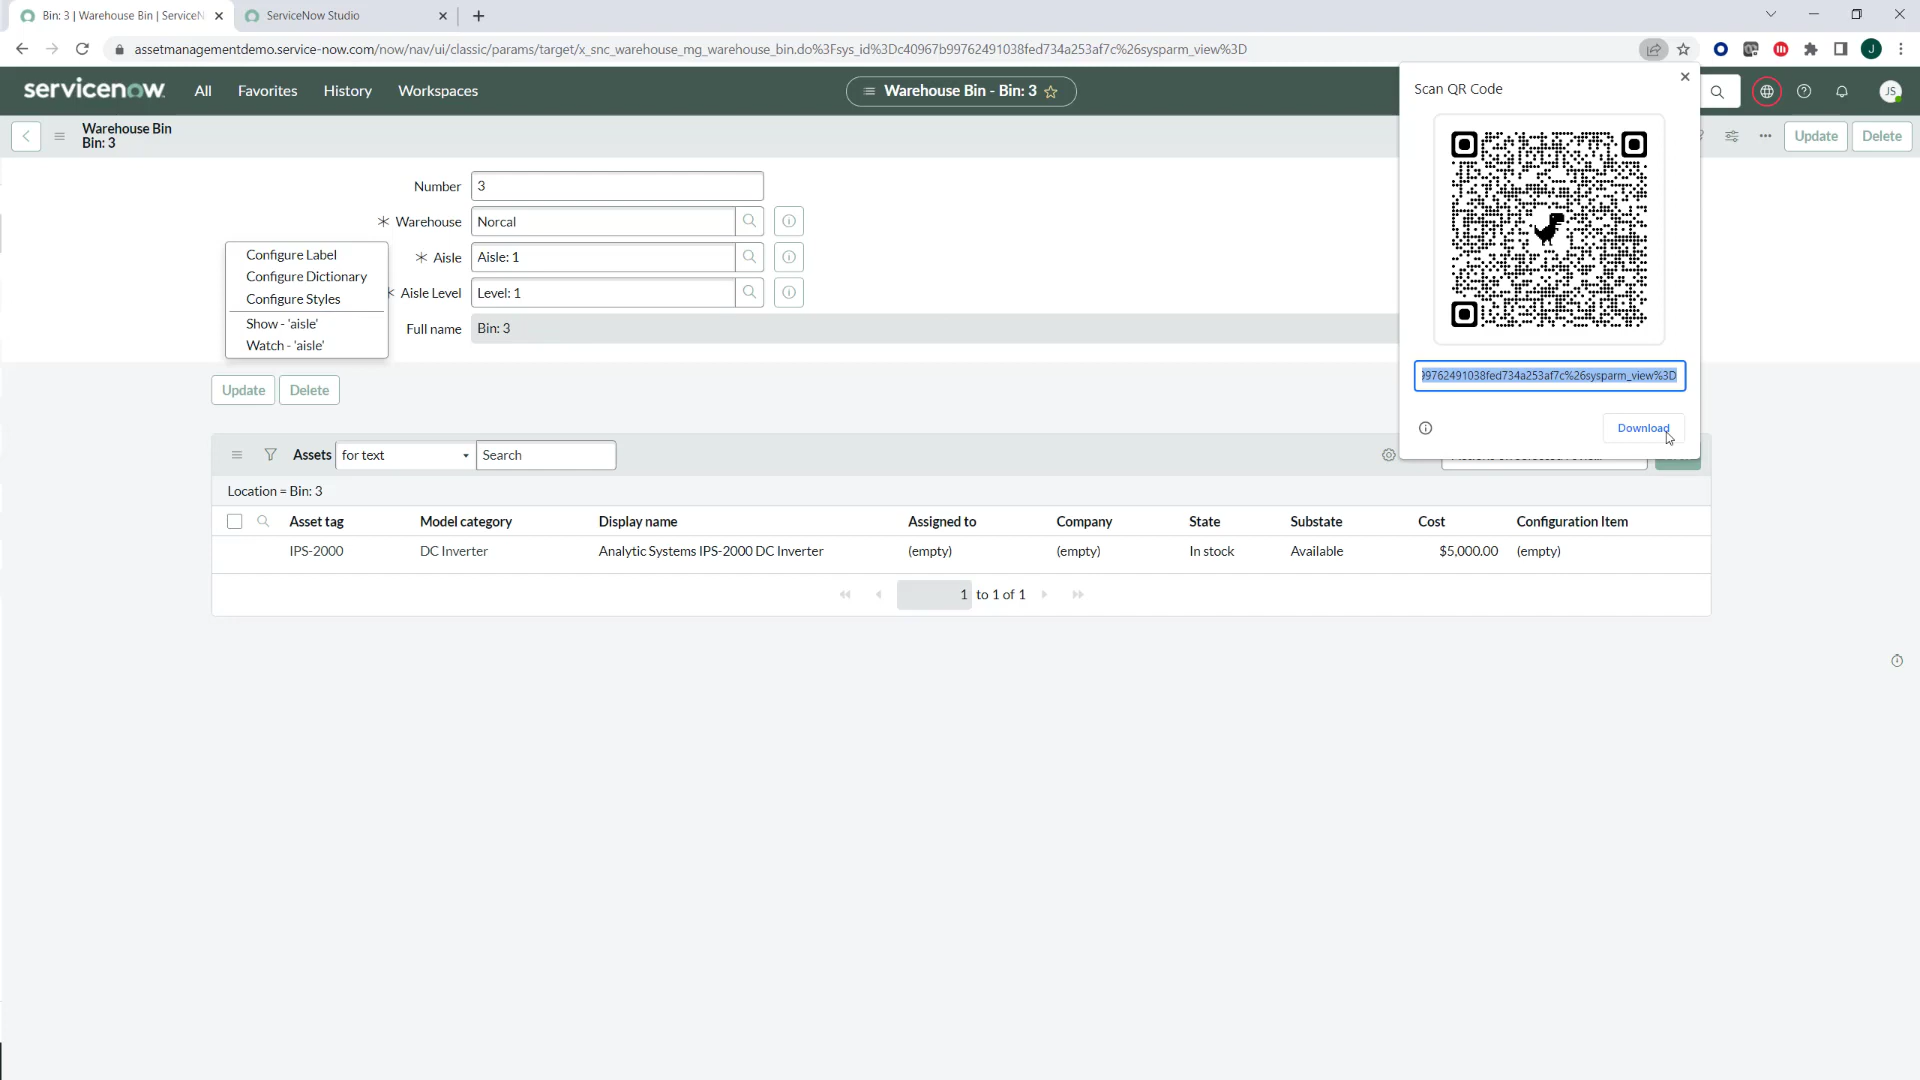 Bin: 3 | Warehouse Bin | ServiceN
ServiceNow Studio
assetmanagementdemo.service-now.com/now/nav/ui/classic/params/target/x_snc_warehouse_mg_warehouse_bin.do%3Fsys_id%3Dc40967b99762491038fed734a253af7c%26sysparm_view%3D
J
servicenow
All
Favorites
History
Workspaces
Warehouse Bin - Bin: 3
JS
Warehouse Bin
Bin: 3
Update
Delete
Scan QR Code
99762491038fed734a253af7c%26sysparm_view%3D
Download
Number
3
Warehouse
Norcal
Aisle
Aisle: 1
Aisle Level
Level: 1
Full name
Bin: 3
Configure Label
Configure Dictionary
Configure Styles
Show - 'aisle'
Watch - 'aisle'
Update
Delete
Assets
for text
Search
Location = Bin: 3
Asset tag
Model category
Display name
Assigned to
Company
State
Substate
Cost
Configuration Item
IPS-2000
DC Inverter
Analytic Systems IPS-2000 DC Inverter
(empty)
(empty)
In stock
Available
$5,000.00
(empty)
1 to 1 of 1